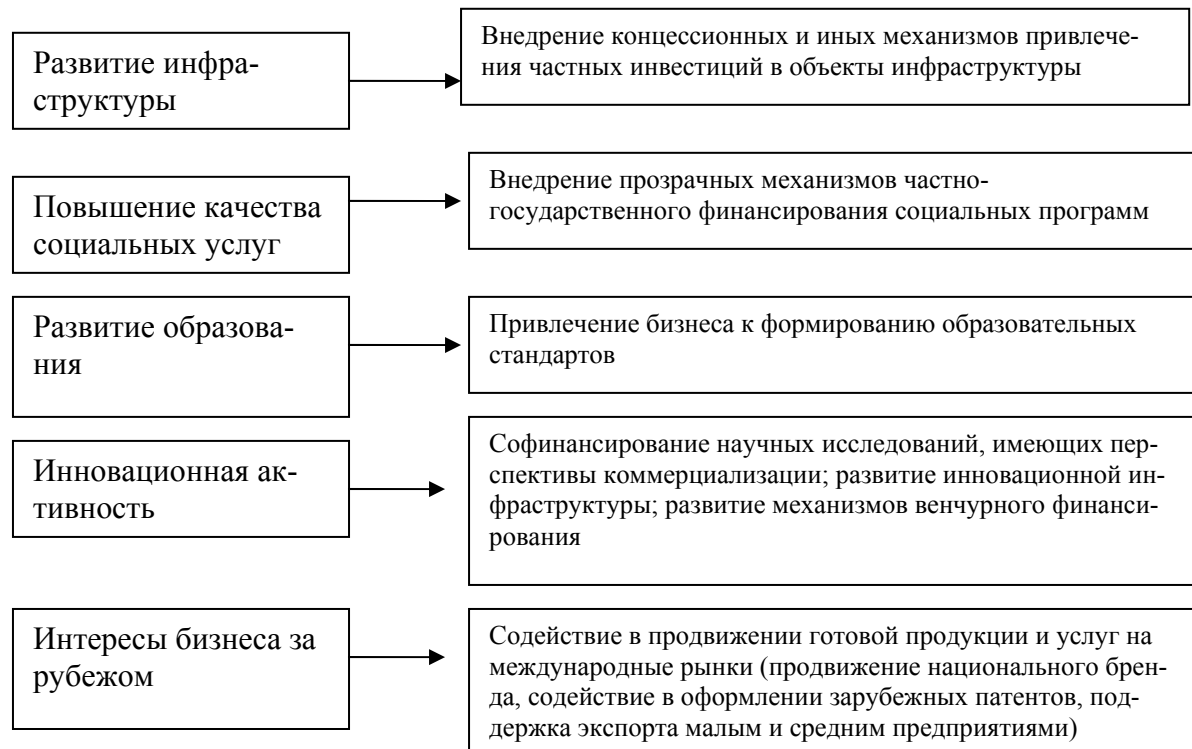 Развитие инфра-
структуры
Внедрение концессионных и иных механизмов привлече-
ния частных инвестиций в объекты инфраструктуры
Повышение качества
социальных услуг
Внедрение прозрачных механизмов частно-
государственного финансирования социальных программ
Развитие образова-
ния
Привлечение бизнеса к формированию образовательных
стандартов
Инновационная ак-
тивность
Софинансирование научных исследований, имеющих пер-
спективы коммерциализации; развитие инновационной ин-
фраструктуры; развитие механизмов венчурного финанси-
рования
Интересы бизнеса за
рубежом
Содействие в продвижении готовой продукции и услуг на
международные рынки (продвижение национального брен-
да, содействие в оформлении зарубежных патентов, под-
держка экспорта малым и средним предприятиями)